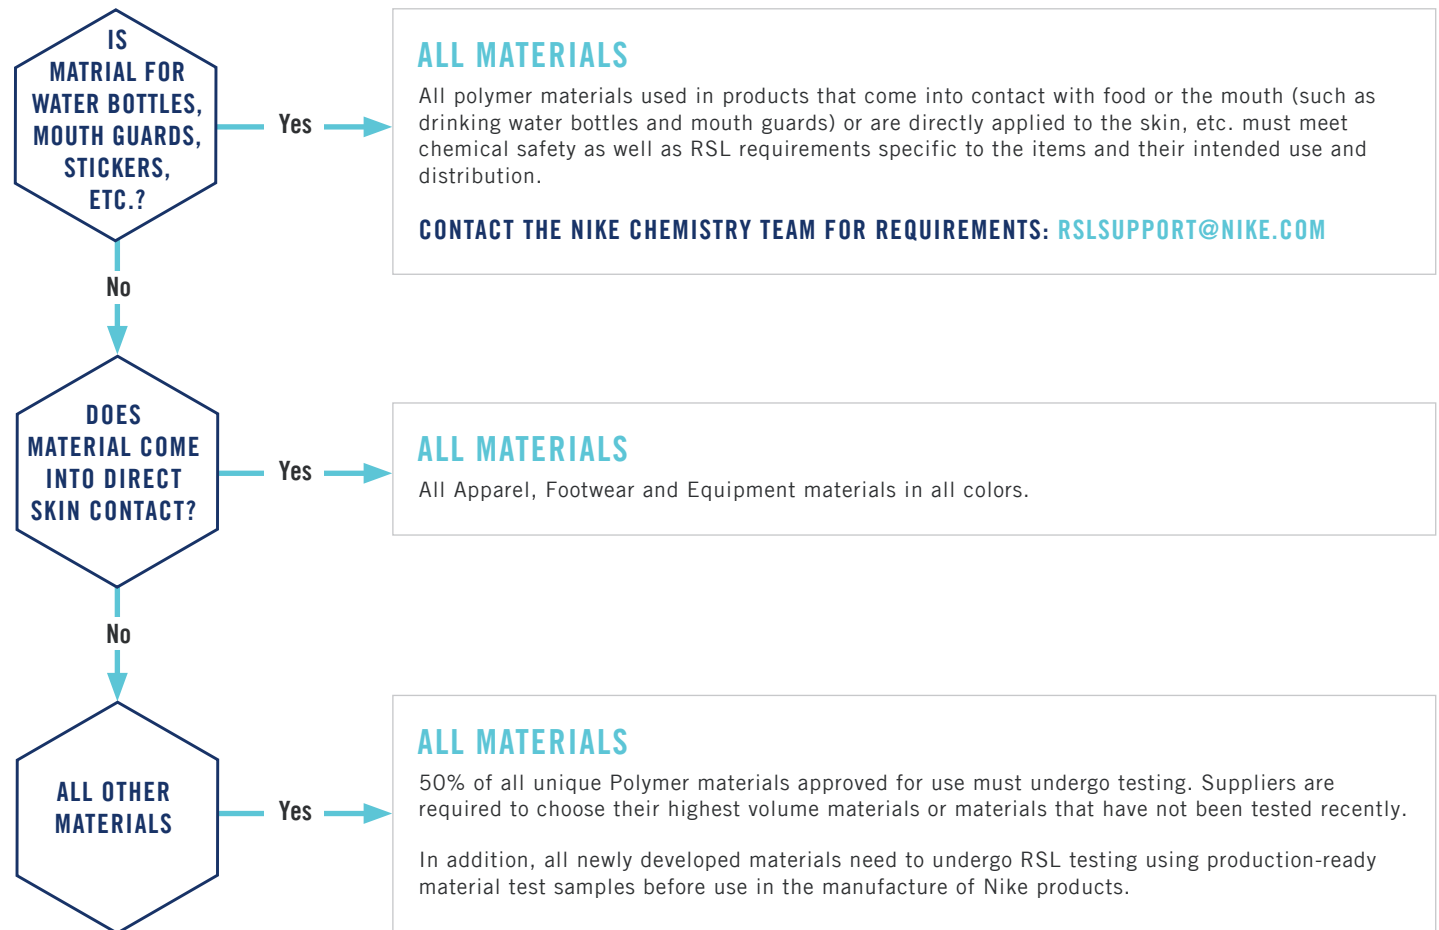 IS
MATRIAL FOR
WATER BOTTLES,
MOUTH GUARDS,
STICKERS,
ETC.?
Yes
ALL MATERIALS
All polymer materials used in products that come into contact with food or the mouth (such as
drinking water bottles and mouth guards) or are directly applied to the skin, etc. must meet
chemical safety as well as RSL requirements specific to the items and their intended use and
distribution.
CONTACT THE NIKE CHEMISTRY TEAM FOR REQUIREMENTS: RSLSUPPORT@NIKE.COM
No
DOES
MATERIAL COME
INTO DIRECT
SKIN CONTACT?
Yes
ALL MATERIALS
All Apparel, Footwear and Equipment materials in all colors.
No
ALL OTHER
MATERIALS
Yes
ALL MATERIALS
50% of all unique Polymer materials approved for use must undergo testing. Suppliers are
required to choose their highest volume materials or materials that have not been tested recently.
In addition, all newly developed materials need to undergo RSL testing using production-ready
material test samples before use in the manufacture of Nike products.